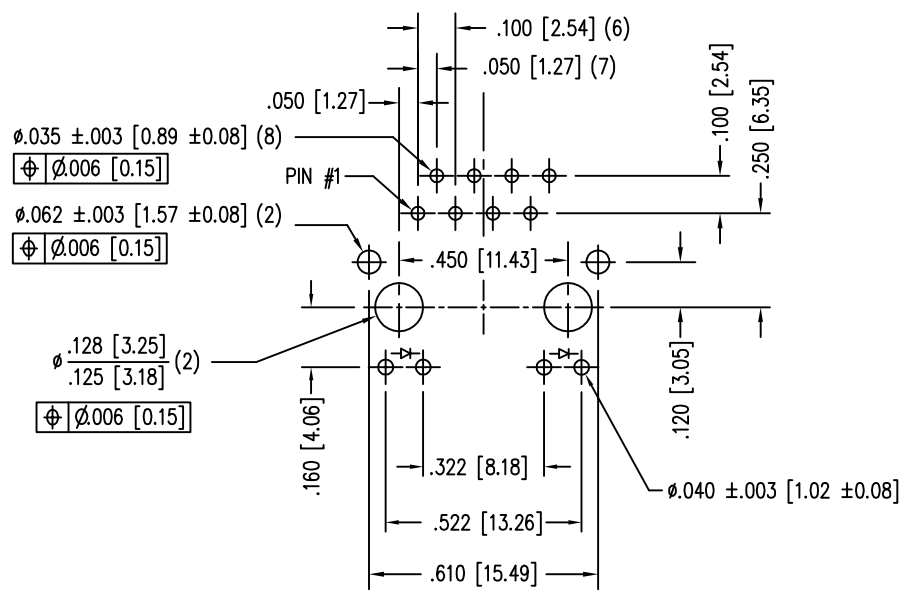 .100 [2.54] (6)
.050 [1.27] (7)
.050 [1.27]
.100 [2.54]
.250 [6.35]
ø.035 ±.003 [0.89 ±0.08] (8)
⌖ Ø.006 [0.15]
PIN #1
ø.062 ±.003 [1.57 ±0.08] (2)
⌖ Ø.006 [0.15]
.450 [11.43]
ø .128 [3.25]
.125 [3.18] (2)
⌖ Ø.006 [0.15]
.120 [3.05]
.160 [4.06]
.322 [8.18]
ø.040 ±.003 [1.02 ±0.08]
.522 [13.26]
.610 [15.49]